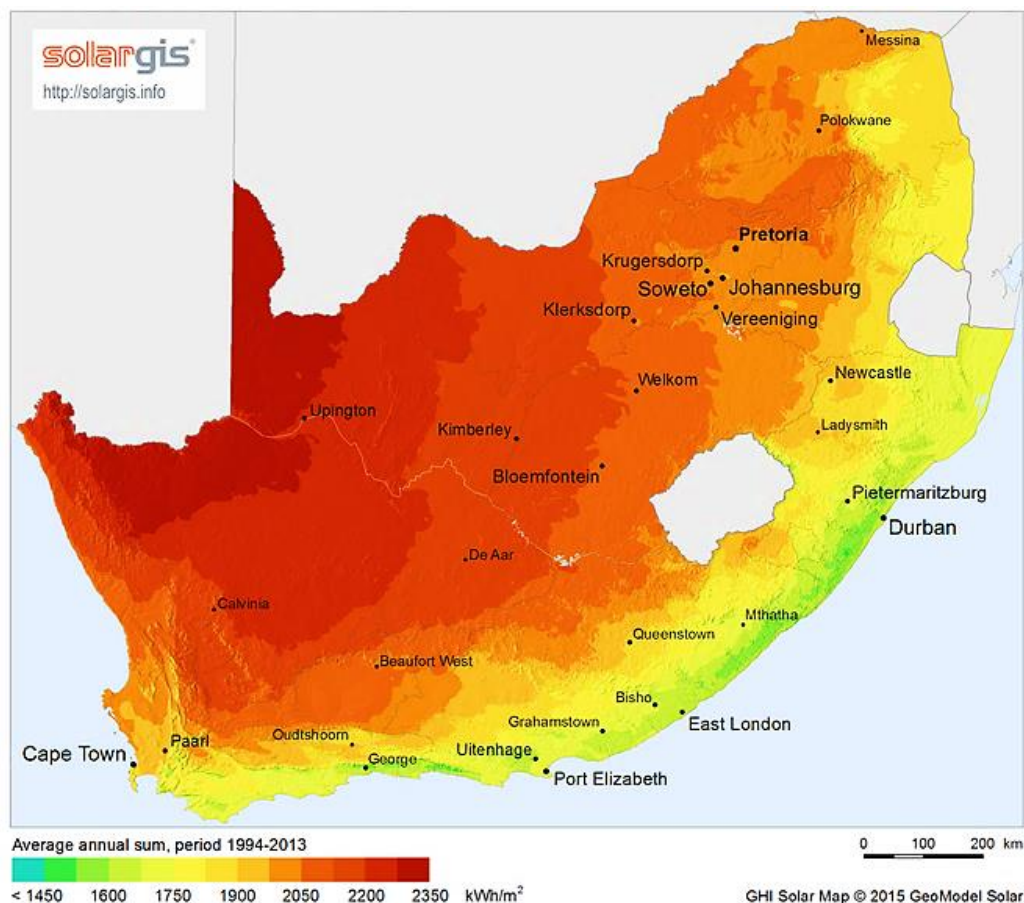 solargis
http://solargis.info
Messina
Polokwane
Pretoria
Krugersdorp
Soweto
Johannesburg
Klerksdorp
Vereeniging
Welkom
Newcastle
Upington
Kimberley
Ladysmith
Bloemfontein
Pietermaritzburg
Durban
De Aar
Calvinia
Mthatha
Queenstown
Beaufort West
Bisho
Grahamstown
East London
Oudtshoorn
Paarl
Cape Town
George
Uitenhage
Port Elizabeth
Average annual sum, period 1994-2013
0 100 200 km
< 1450 1600 1750 1900 2050 2200 2350 kWh/m²
GHI Solar Map © 2015 GeoModel Solar